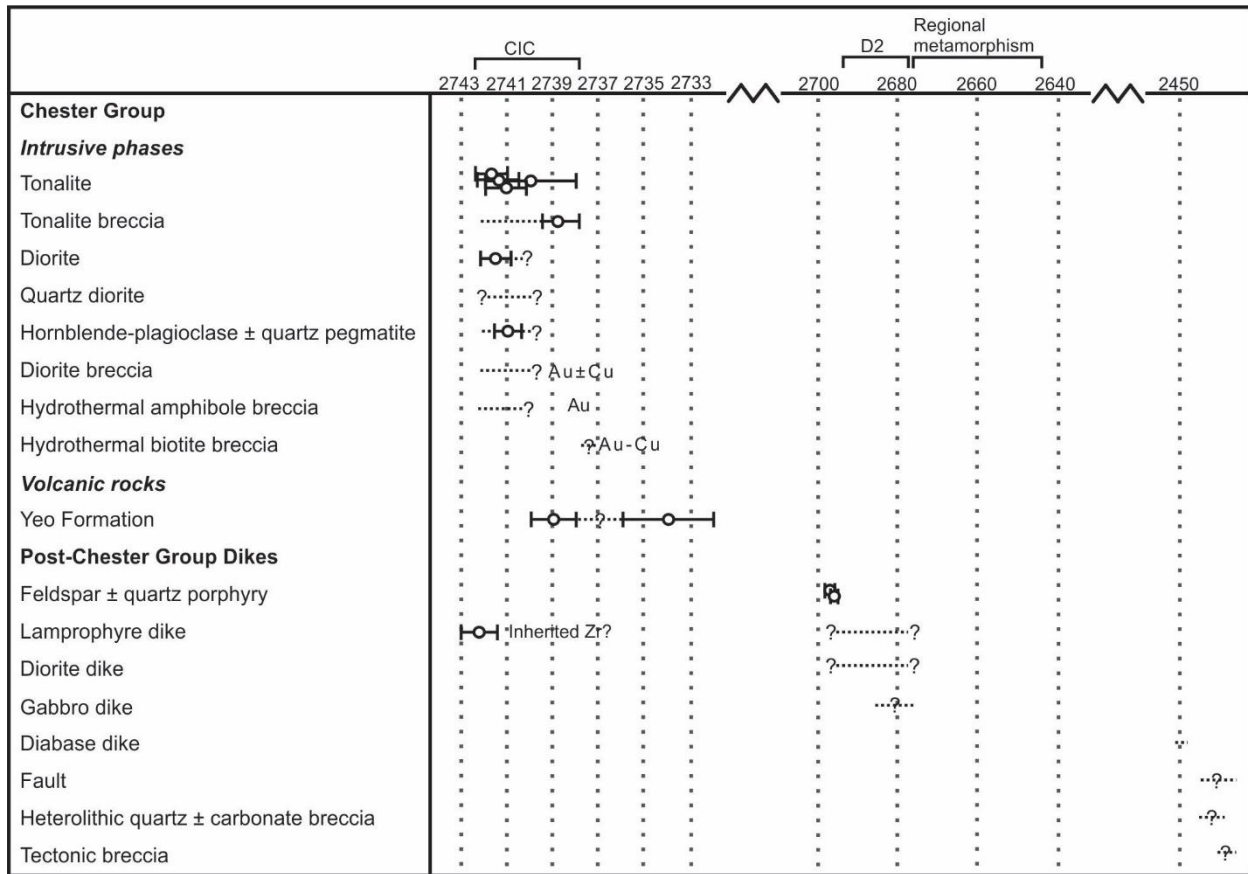 Regional
CIC D2 metamorphism
2743 2741 2739 2737 2735 2733 2700 2680 2660 2640 2450
Chester Group
Intrusive phases
Tonalite
Tonalite breccia
Diorite ?
Quartz diorite ? ?
Hornblende-plagioclase ± quartz pegmatite ?
Diorite breccia ? Au±Cu
Hydrothermal amphibole breccia ? Au
Hydrothermal biotite breccia ? Au-Cu
Volcanic rocks
Yeo Formation ?
Post-Chester Group Dikes
Feldspar ± quartz porphyry
Lamprophyre dike Inherited Zr? ? ?
Diorite dike ? ?
Gabbro dike ?
Diabase dike
Fault ?
Heterolithic quartz ± carbonate breccia ?
Tectonic breccia ?